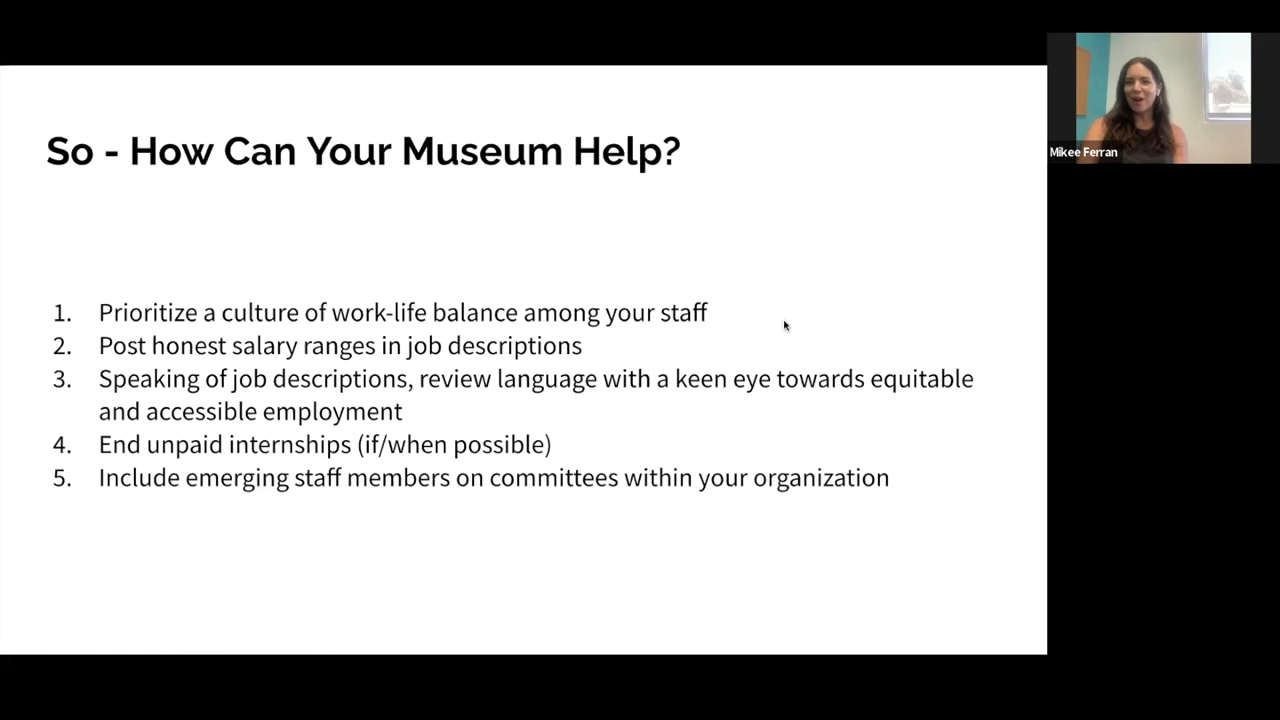 So - How Can Your Museum Help?
Mikee Ferran
1. Prioritize a culture of work-life balance among your staff
2. Post honest salary ranges in job descriptions
3. Speaking of job descriptions, review language with a keen eye towards equitable
and accessible employment
4. End unpaid internships (if/when possible)
5. Include emerging staff members on committees within your organization